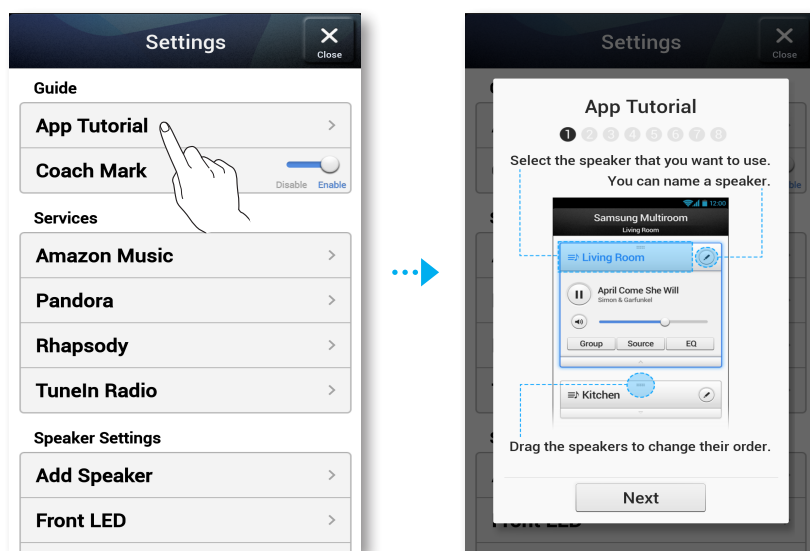 Settings
Close
Guide
App Tutorial
Coach Mark
Disable Enable
Services
Amazon Music
Pandora
Rhapsody
TuneIn Radio
Speaker Settings
Add Speaker
Front LED
Settings
Close
App Tutorial
1 2 3 4 5 6 7 8
Select the speaker that you want to use.
You can name a speaker.
12:00
Samsung Multiroom
Living Room
Living Room
April Come She Will
Simon & Garfunkel
Group Source EQ
Kitchen
Drag the speakers to change their order.
Next
Front LED